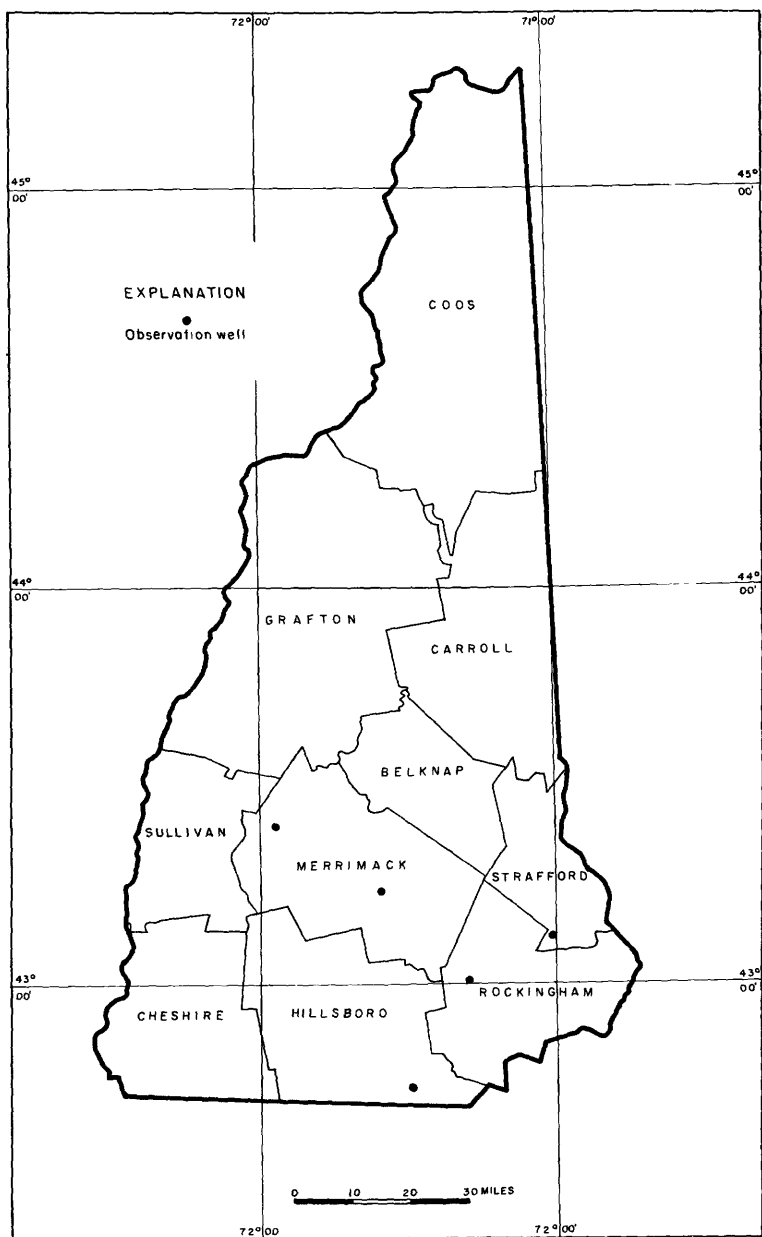 72° 00'
71° 00'
45° 00'
45° 00'
EXPLANATION
Observation well
COOS
44° 00'
44° 00'
GRAFTON
CARROLL
BELKNAP
SULLIVAN
MERRIMACK
STRAFFORD
43° 00'
43° 00'
ROCKINGHAM
CHESHIRE
HILLSBORO
0 10 20 30 MILES
72° 00'
72° 00'